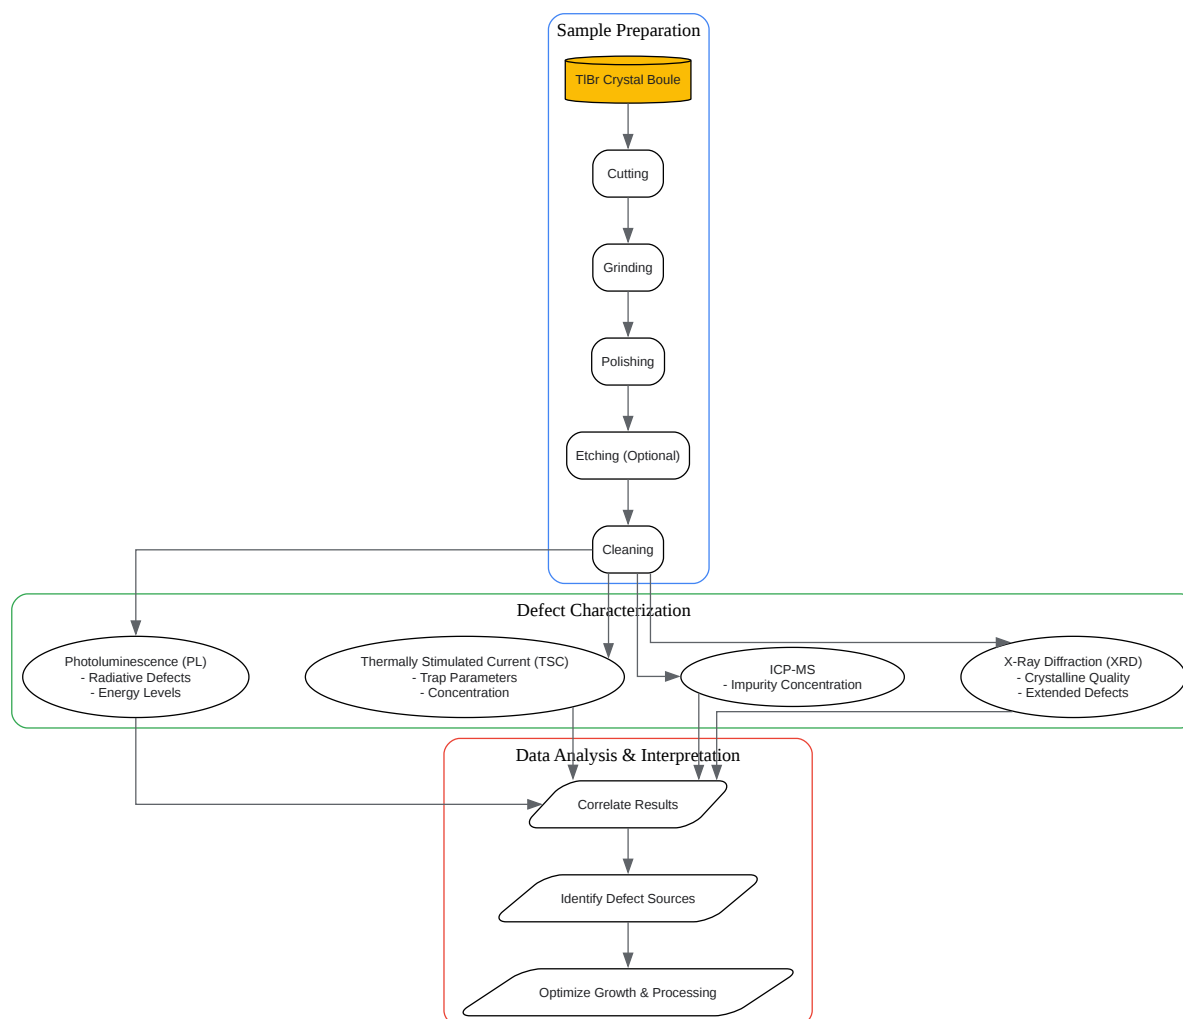 Sample Preparation
TlBr Crystal Boule
Cutting
Grinding
Polishing
Etching (Optional)
Cleaning
Defect Characterization
Photoluminescence (PL)
- Radiative Defects
- Energy Levels
Thermally Stimulated Current (TSC)
- Trap Parameters
- Concentration
ICP-MS
- Impurity Concentration
X-Ray Diffraction (XRD)
- Crystalline Quality
- Extended Defects
Data Analysis & Interpretation
Correlate Results
Identify Defect Sources
Optimize Growth & Processing